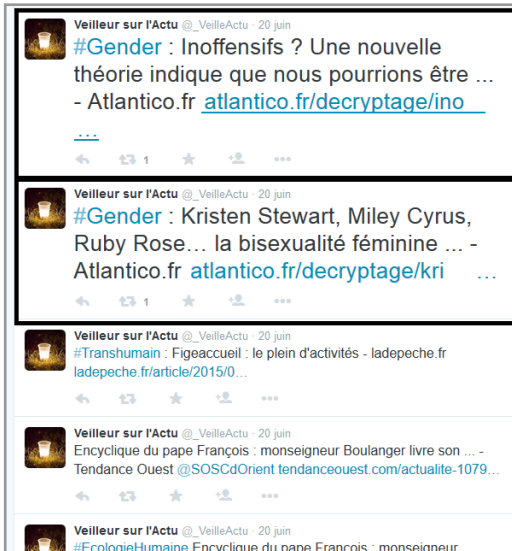 Veilleur sur l'Actu @_VeilleActu · 20 juin
#Gender : Inoffensifs ? Une nouvelle
théorie indique que nous pourrions être ...
- Atlantico.fr atlantico.fr/decryptage/ino
...
1
Veilleur sur l'Actu @_VeilleActu · 20 juin
#Gender : Kristen Stewart, Miley Cyrus,
Ruby Rose… la bisexualité féminine ... -
Atlantico.fr atlantico.fr/decryptage/kri …
1
Veilleur sur l'Actu @_VeilleActu · 20 juin
#Transhumain : Figeaccueil : le plein d'activités - ladepeche.fr
ladepeche.fr/article/2015/0…
Veilleur sur l'Actu @_VeilleActu · 20 juin
Encyclique du pape François : monseigneur Boulanger livre son ... -
Tendance Ouest @SOSCdOrient tendanceouest.com/actualite-1079…
Veilleur sur l'Actu @_VeilleActu · 20 juin
#EcologieHumaine Encyclique du pape François : monseigneur